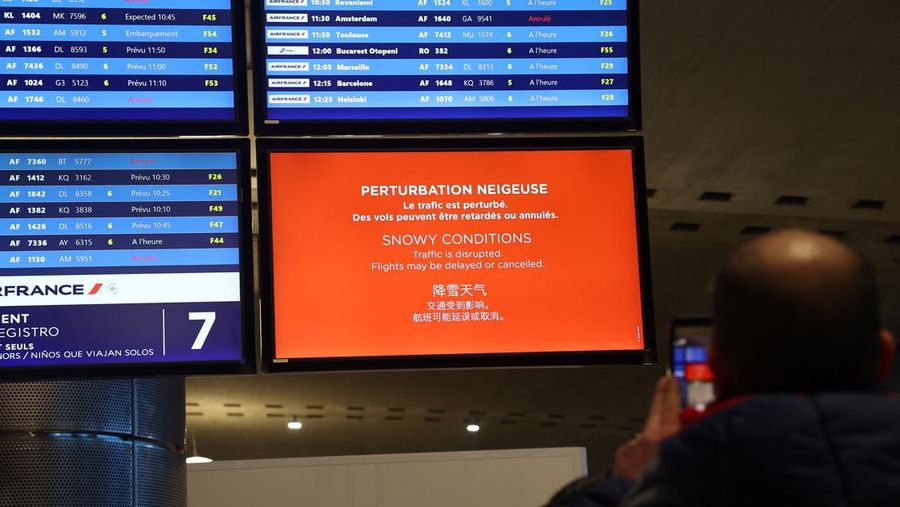 KL 1404 MK 7596 6 Expected 10:45 F45
AF 1532 AM 5912 5 Embarquement F54
AF 1366 DL 8563 5 Prévu 11:50 F34
AF 7436 DL 8490 6 Prévu 11:00 F52
AF 1024 G3 5123 6 Prévu 11:10 F53
AF 1746 DL 8460 Annulé
10:50 Rovaniemi AF 1524 KL 3600 5 A l'heure F25
AIRFRANCE 11:30 Amsterdam AF 1640 GA 9541 Annulé
AIRFRANCE 11:50 Toulouse AF 7412 MU 1574 6 A l'heure F26
12:00 Bucarest Otopeni RO 382 6 A l'heure F55
AIRFRANCE 12:05 Marseille AF 7334 DL 8313 6 A l'heure F29
AIRFRANCE 12:15 Barcelone AF 1648 KQ 3786 5 A l'heure F27
AIRFRANCE 12:25 Helsinki AF 1070 AM 5806 6 A l'heure F28
AF 7360 BT 5777 Annulé
AF 1412 KQ 3162 Prévu 10:30 F26
AF 1842 DL 8358 6 Prévu 10:25 F21
AF 1382 KQ 3838 Prévu 10:10 F49
AF 1426 DL 8516 6 Prévu 10:45 F47
AF 7336 AY 6315 6 A l'heure F44
AF 1130 AM 5951 Annulé
RFRANCE
ENT
REGISTRO
T SEULS
NORS / NIÑOS QUE VIAJAN SOLOS
7
PERTURBATION NEIGEUSE
Le trafic est perturbé.
Des vols peuvent être retardés ou annulés.
SNOWY CONDITIONS
Traffic is disrupted.
Flights may be delayed or cancelled.
降雪天气
交通受到影响。
航班可能延误或取消。